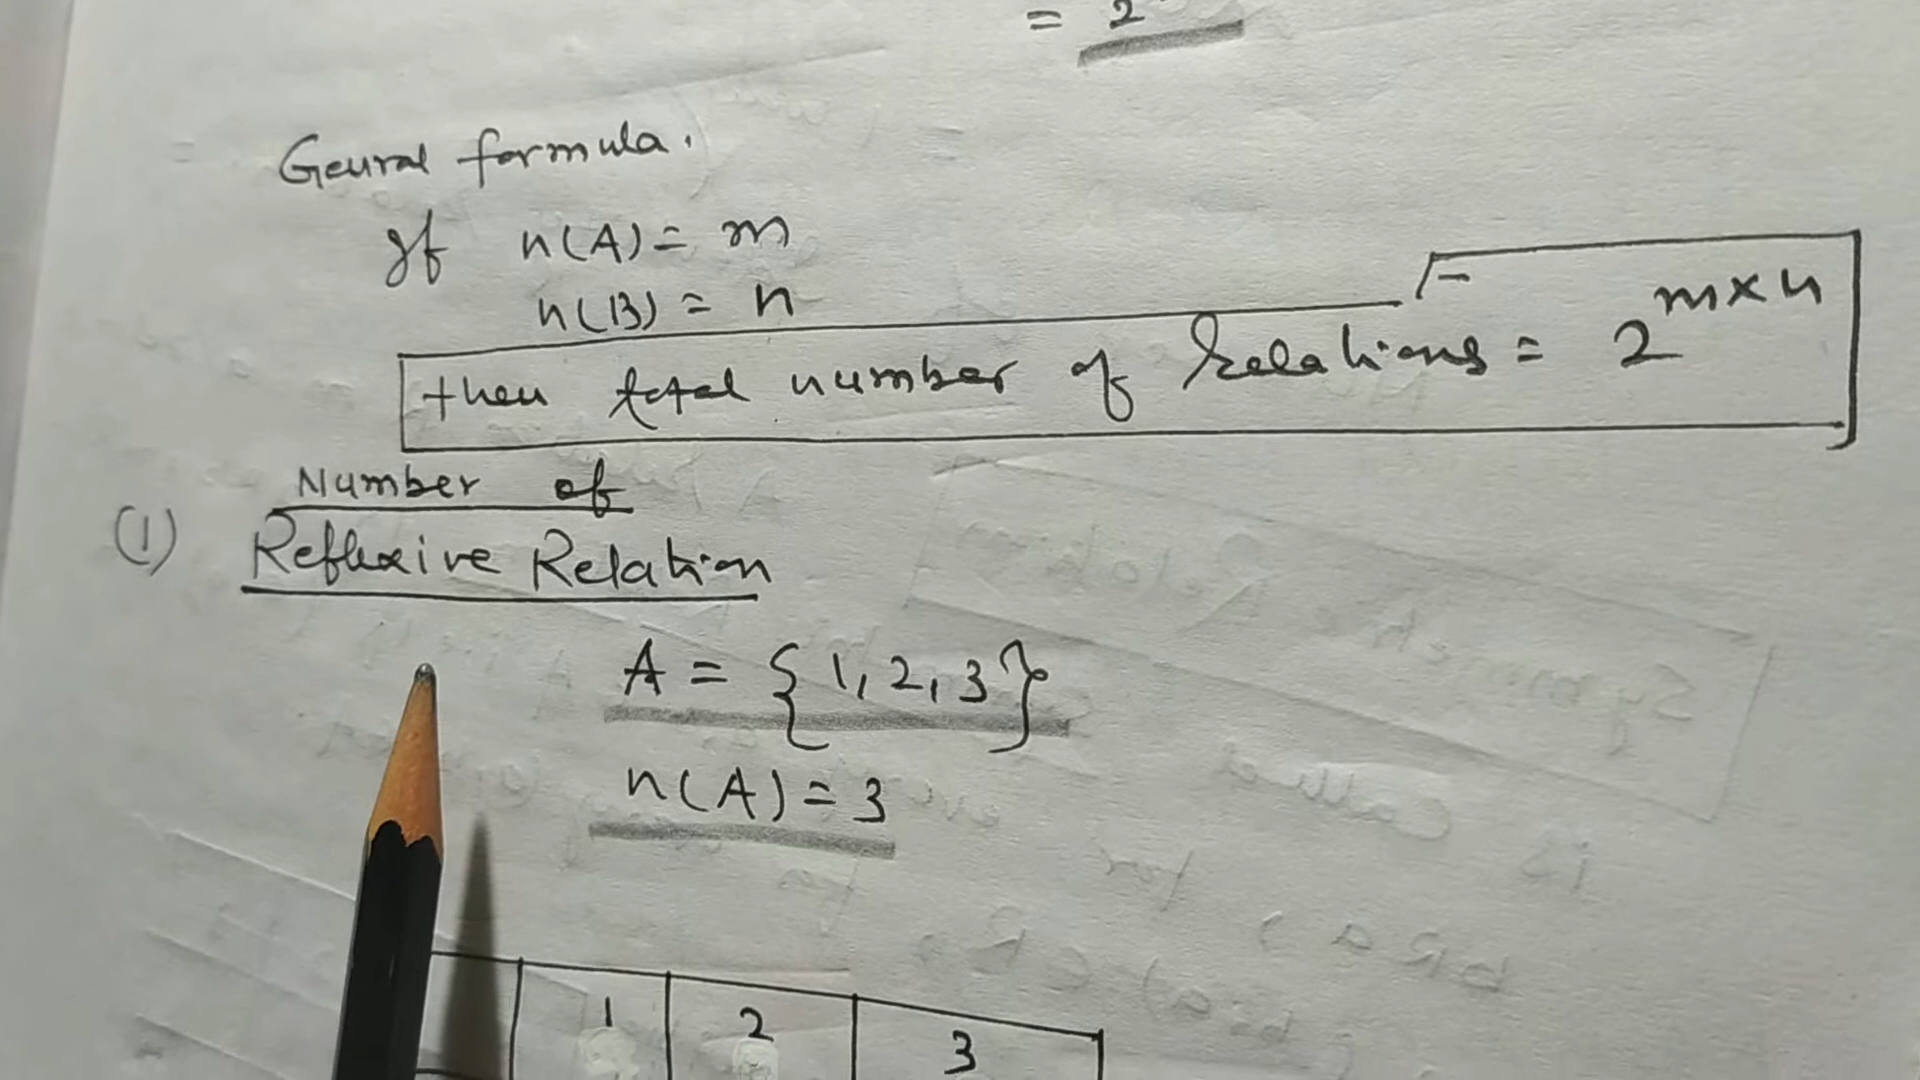 = 2
General formula.
If n(A) = m
n(B) = n
then total number of Relations = 2^{m×n}
Number of
(1) Reflexive Relation
A = {1, 2, 3}
n(A) = 3
1 2 3